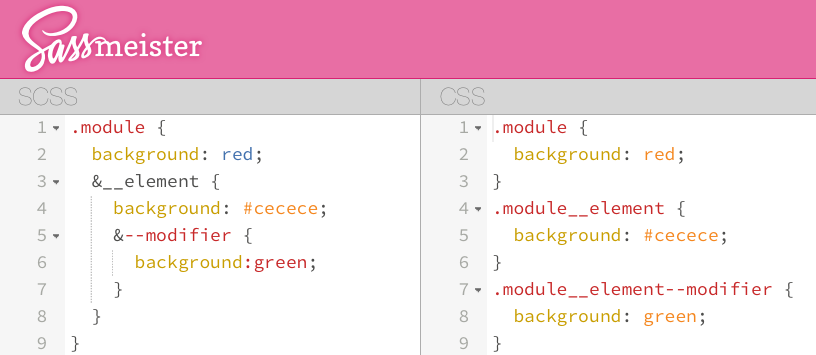 Sassmeister
SCSS
1 .module {
2   background: red;
3   &__element {
4     background: #cecece;
5     &--modifier {
6       background:green;
7     }
8   }
9 }
CSS
1 .module {
2   background: red;
3 }
4 .module__element {
5   background: #cecece;
6 }
7 .module__element--modifier {
8   background: green;
9 }